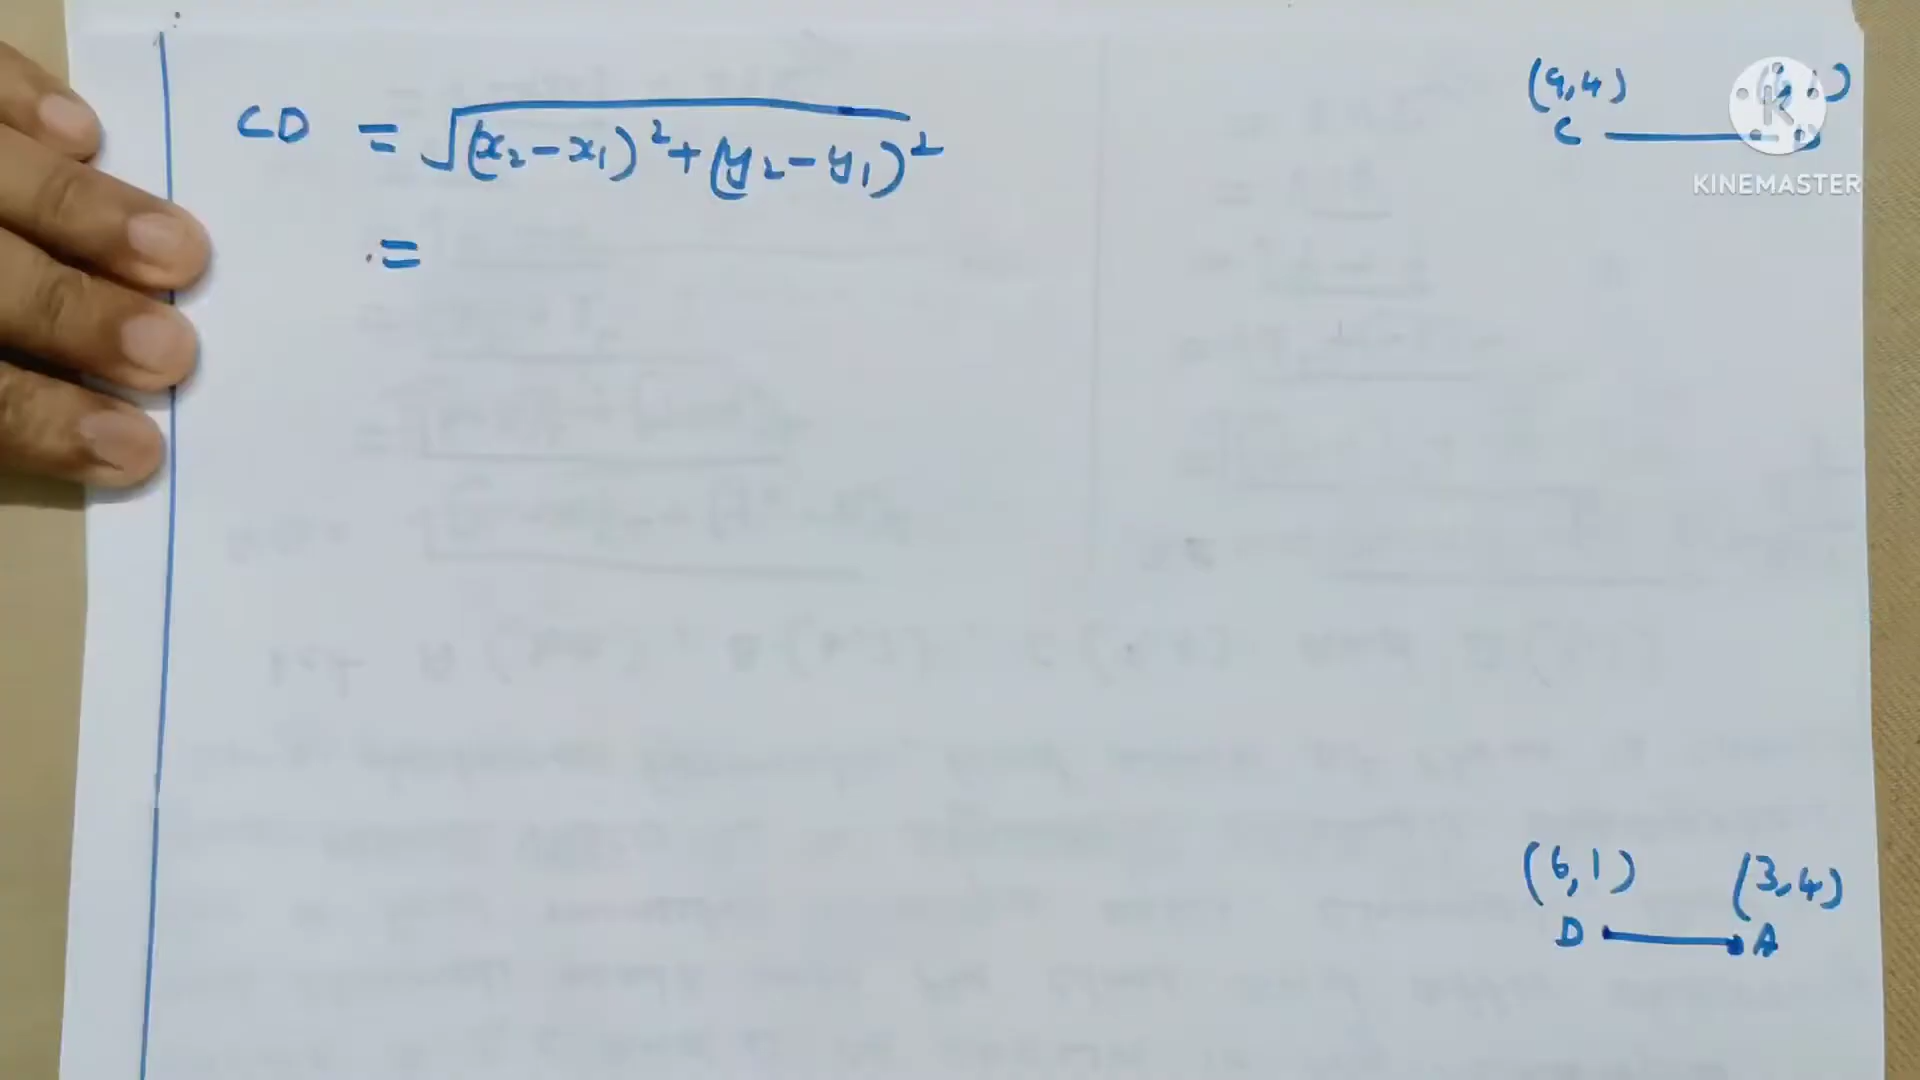 CD = √(x₂-x₁)²+(y₂-y₁)²
=
(9,4)
C
KINEMASTER
(6,1) (3,4)
D A